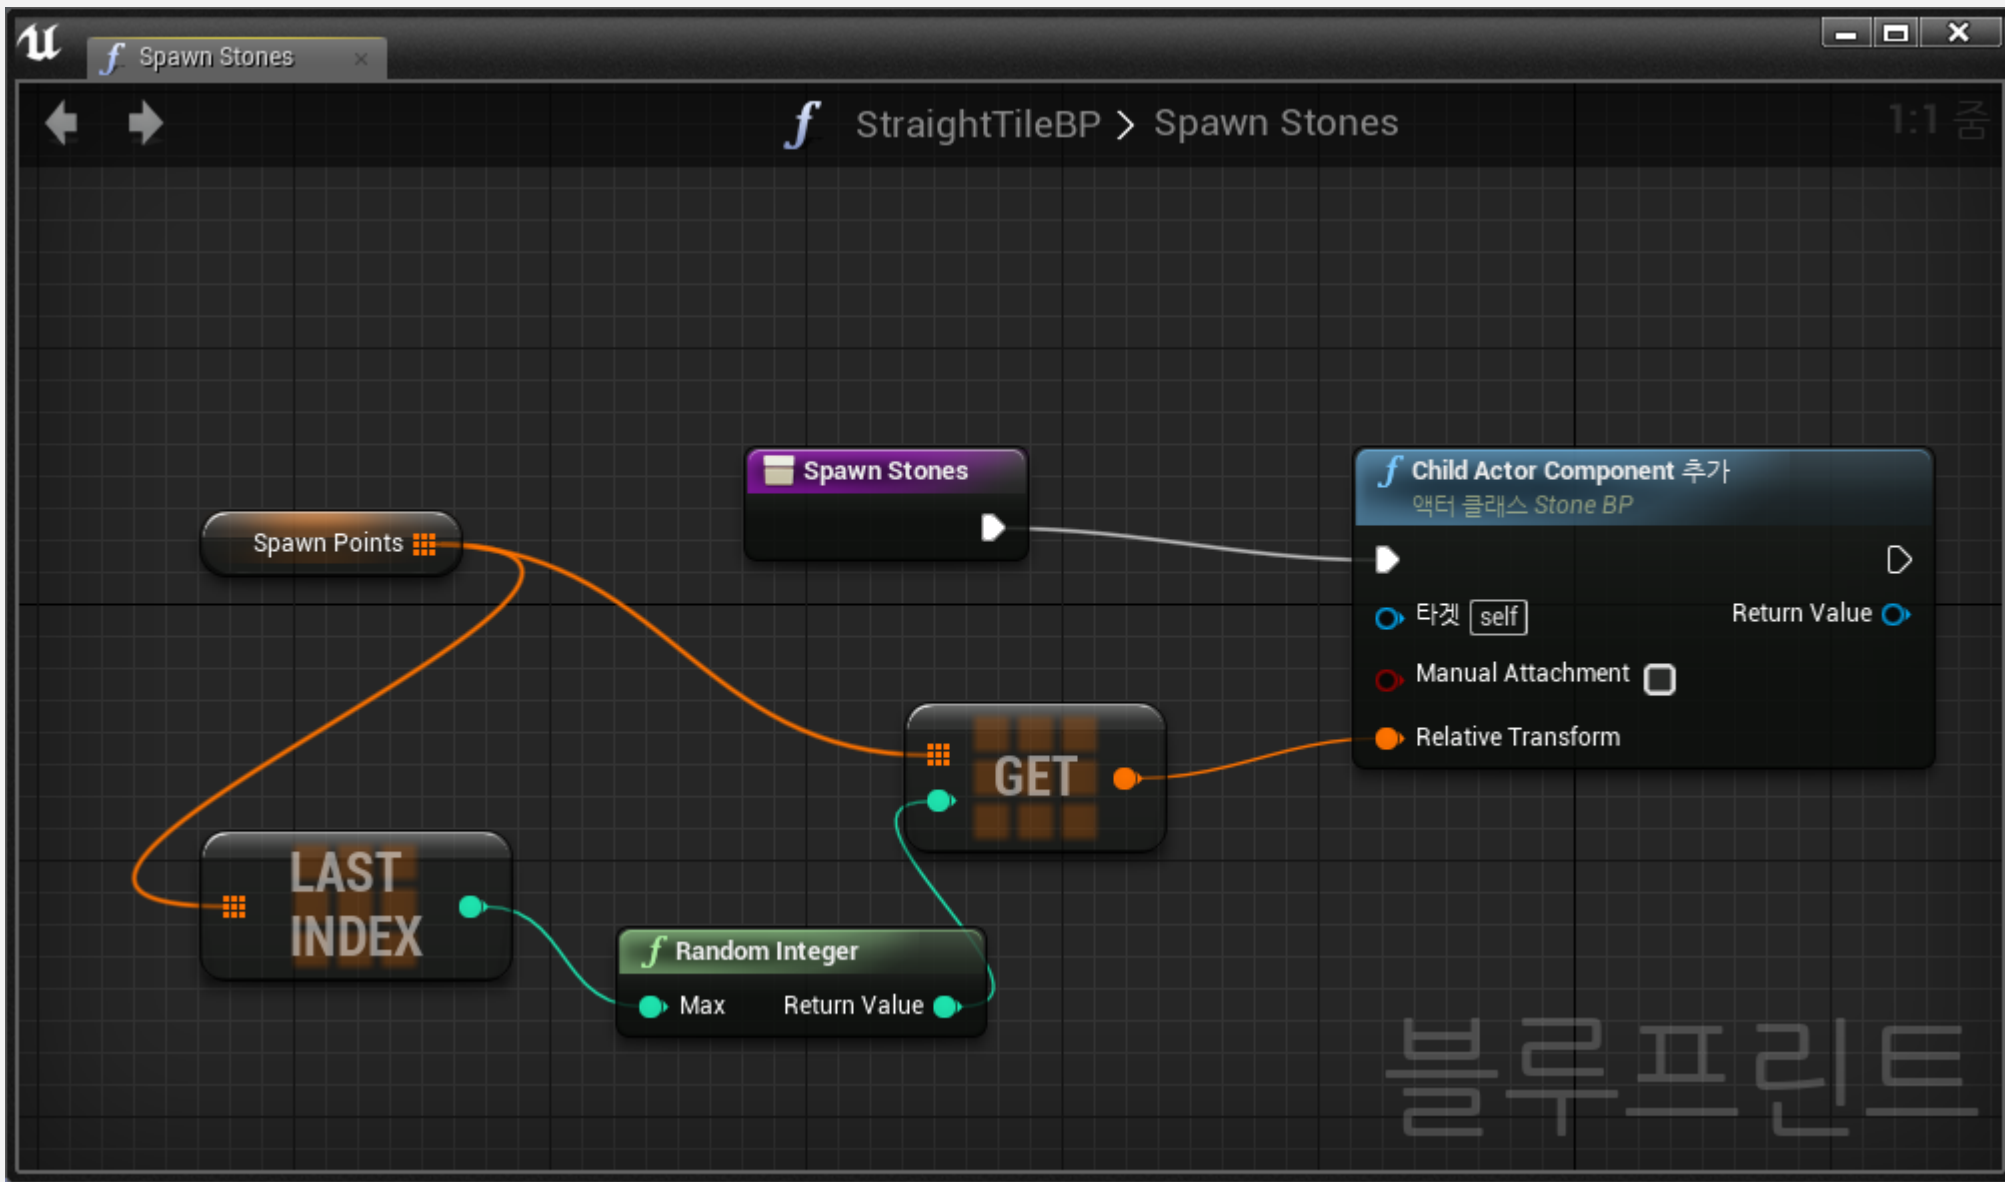 Spawn Stones
StraightTileBP > Spawn Stones
1:1 줌
Spawn Points
Spawn Stones
Child Actor Component 추가
액터 클래스 Stone BP
타겟 self
Return Value
Manual Attachment
Relative Transform
GET
LAST
INDEX
Random Integer
Max
Return Value
블루프린트